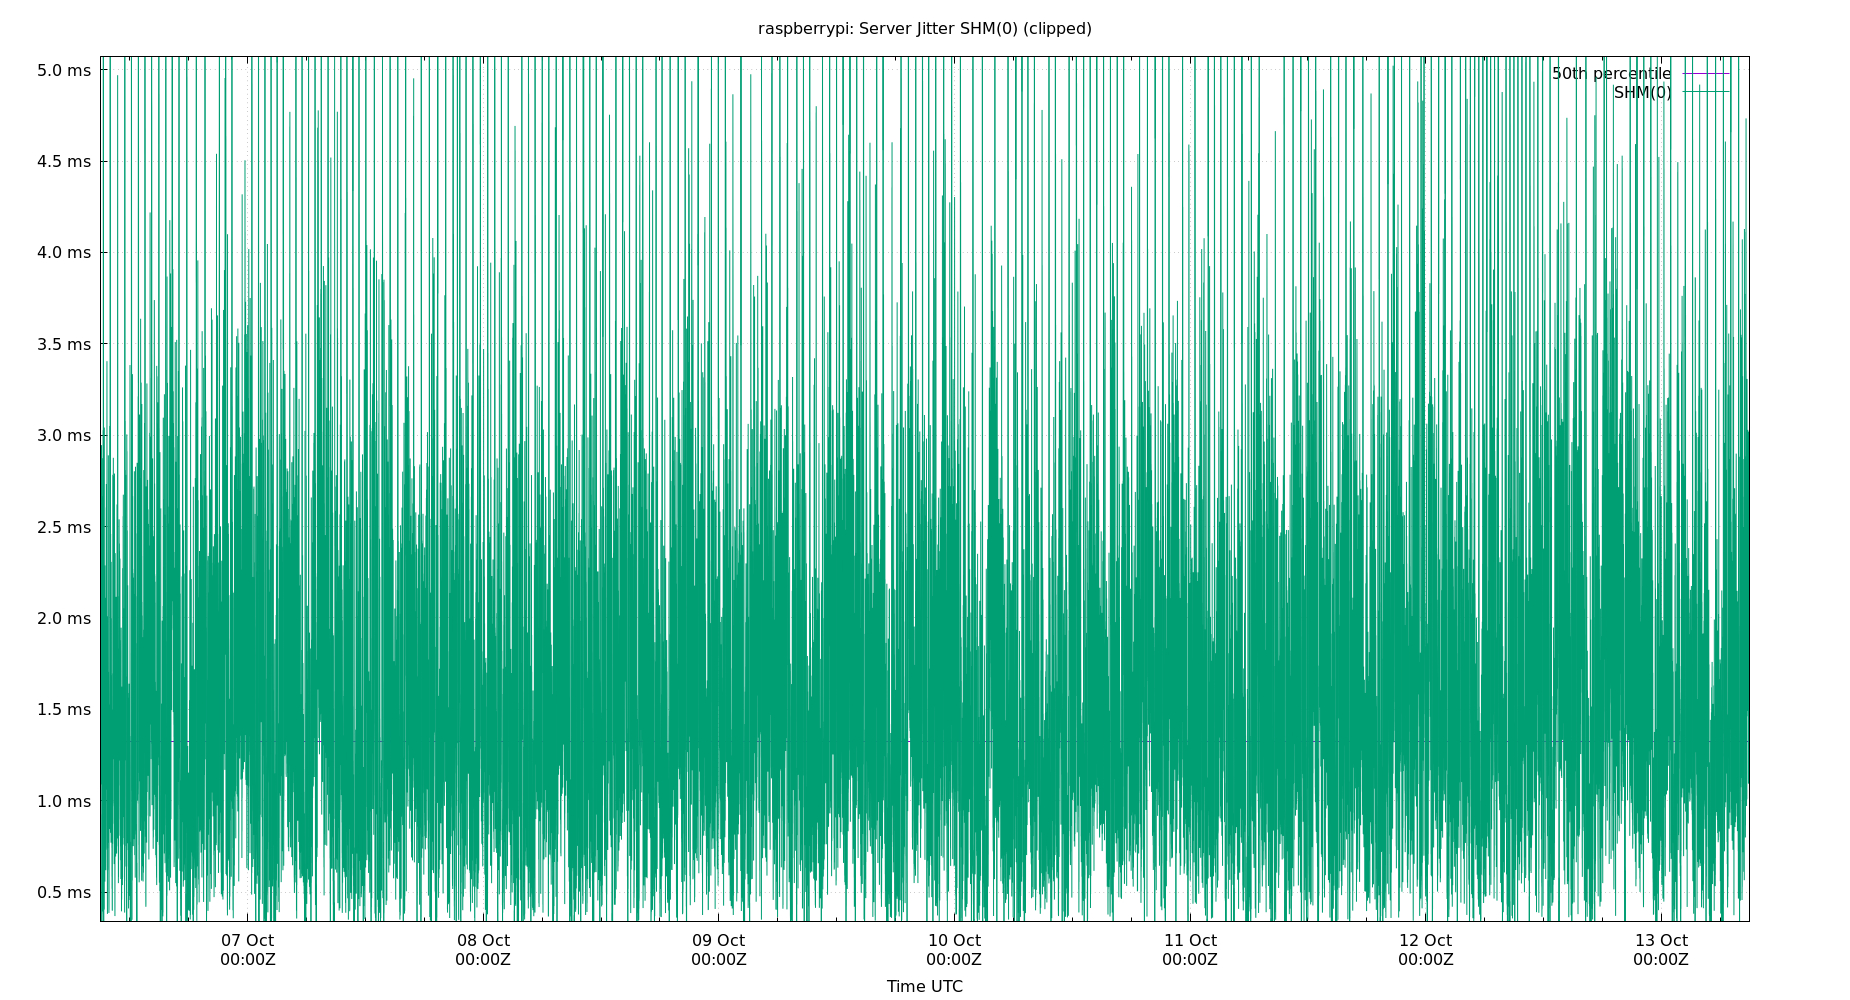 raspberrypi: Server Jitter SHM(0) (clipped)
5.0 ms
50th percentile
SHM(0)
4.5 ms
4.0 ms
3.5 ms
3.0 ms
2.5 ms
2.0 ms
1.5 ms
1.0 ms
0.5 ms
07 Oct 08 Oct 09 Oct 10 Oct 11 Oct 12 Oct 13 Oct
00:00Z 00:00Z 00:00Z 00:00Z 00:00Z 00:00Z 00:00Z
Time UTC